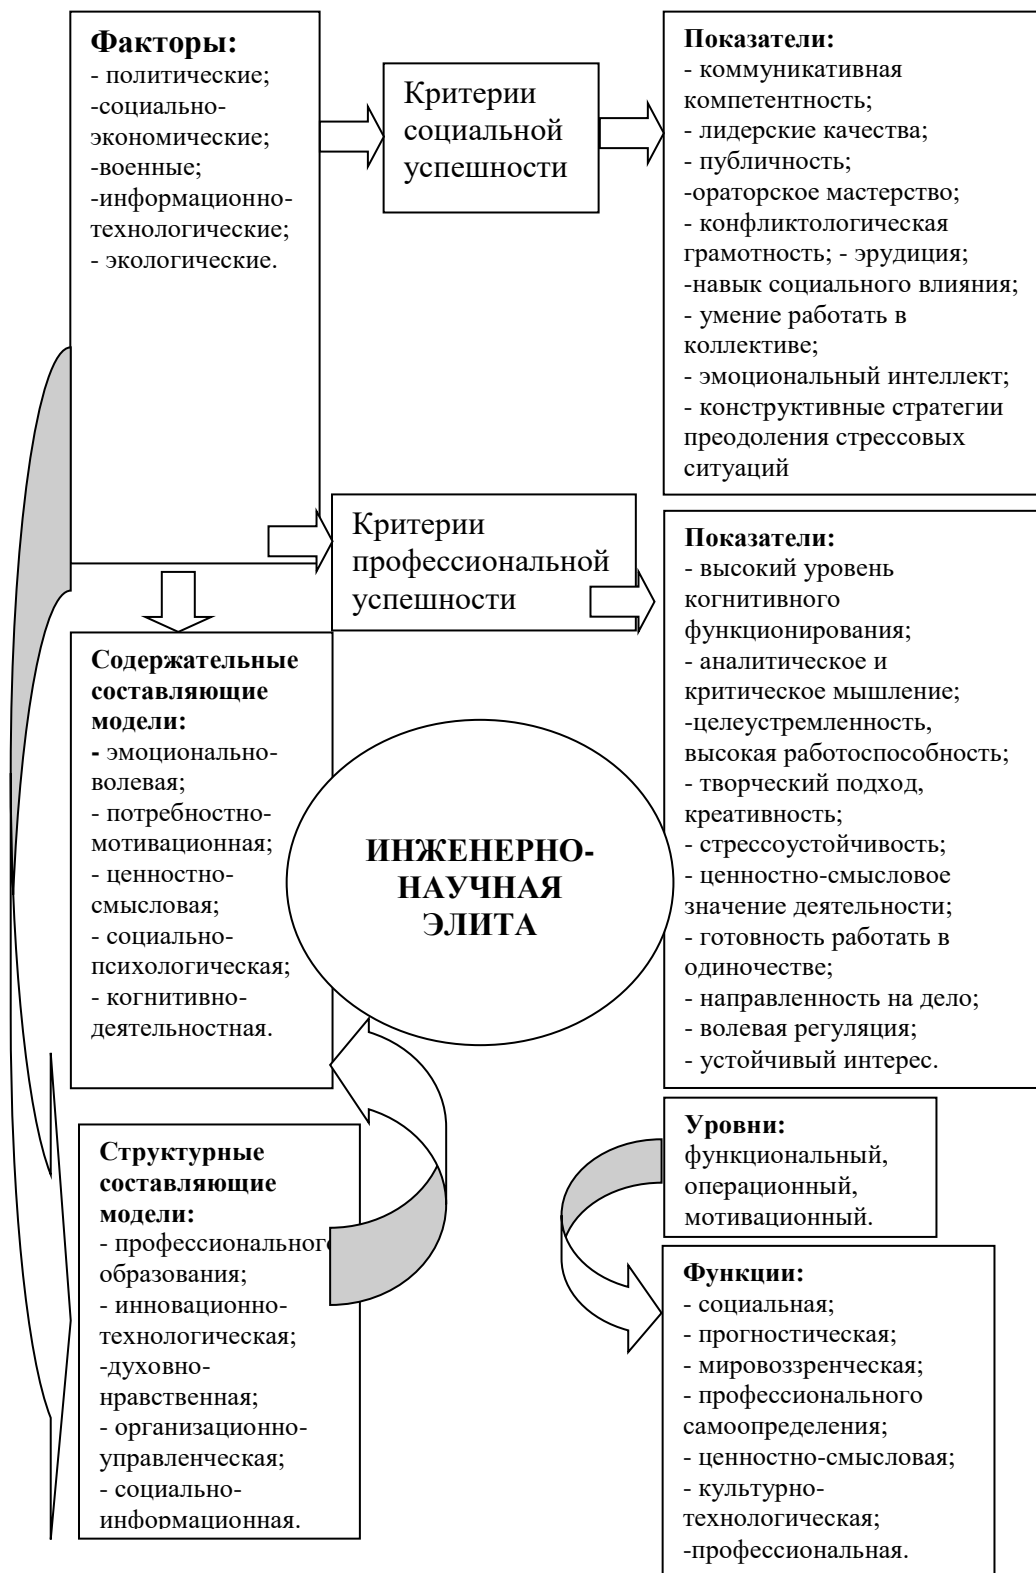 Факторы:
- политические;
-социально-
экономические;
-военные;
-информационно-
технологические;
- экологические.
Критерии
социальной
успешности
Показатели:
- коммуникативная
компетентность;
- лидерские качества;
- публичность;
-ораторское мастерство;
- конфликтологическая
грамотность; - эрудиция;
-навык социального влияния;
- умение работать в
коллективе;
- эмоциональный интеллект;
- конструктивные стратегии
преодоления стрессовых
ситуаций
Критерии
профессиональной
успешности
Показатели:
- высокий уровень
когнитивного
функционирования;
- аналитическое и
критическое мышление;
-целеустремленность,
высокая работоспособность;
- творческий подход,
креативность;
- стрессоустойчивость;
- ценностно-смысловое
значение деятельности;
- готовность работать в
одиночестве;
- направленность на дело;
- волевая регуляция;
- устойчивый интерес.
Содержательные
составляющие
модели:
- эмоционально-
волевая;
- потребностно-
мотивационная;
- ценностно-
смысловая;
- социально-
психологическая;
- когнитивно-
деятельностная.
ИНЖЕНЕРНО-
НАУЧНАЯ
ЭЛИТА
Структурные
составляющие
модели:
- профессионального
образования;
- инновационно-
технологическая;
-духовно-
нравственная;
- организационно-
управленческая;
- социально-
информационная.
Уровни:
функциональный,
операционный,
мотивационный.
Функции:
- социальная;
- прогностическая;
- мировоззренческая;
- профессионального
самоопределения;
- ценностно-смысловая;
- культурно-
технологическая;
-профессиональная.